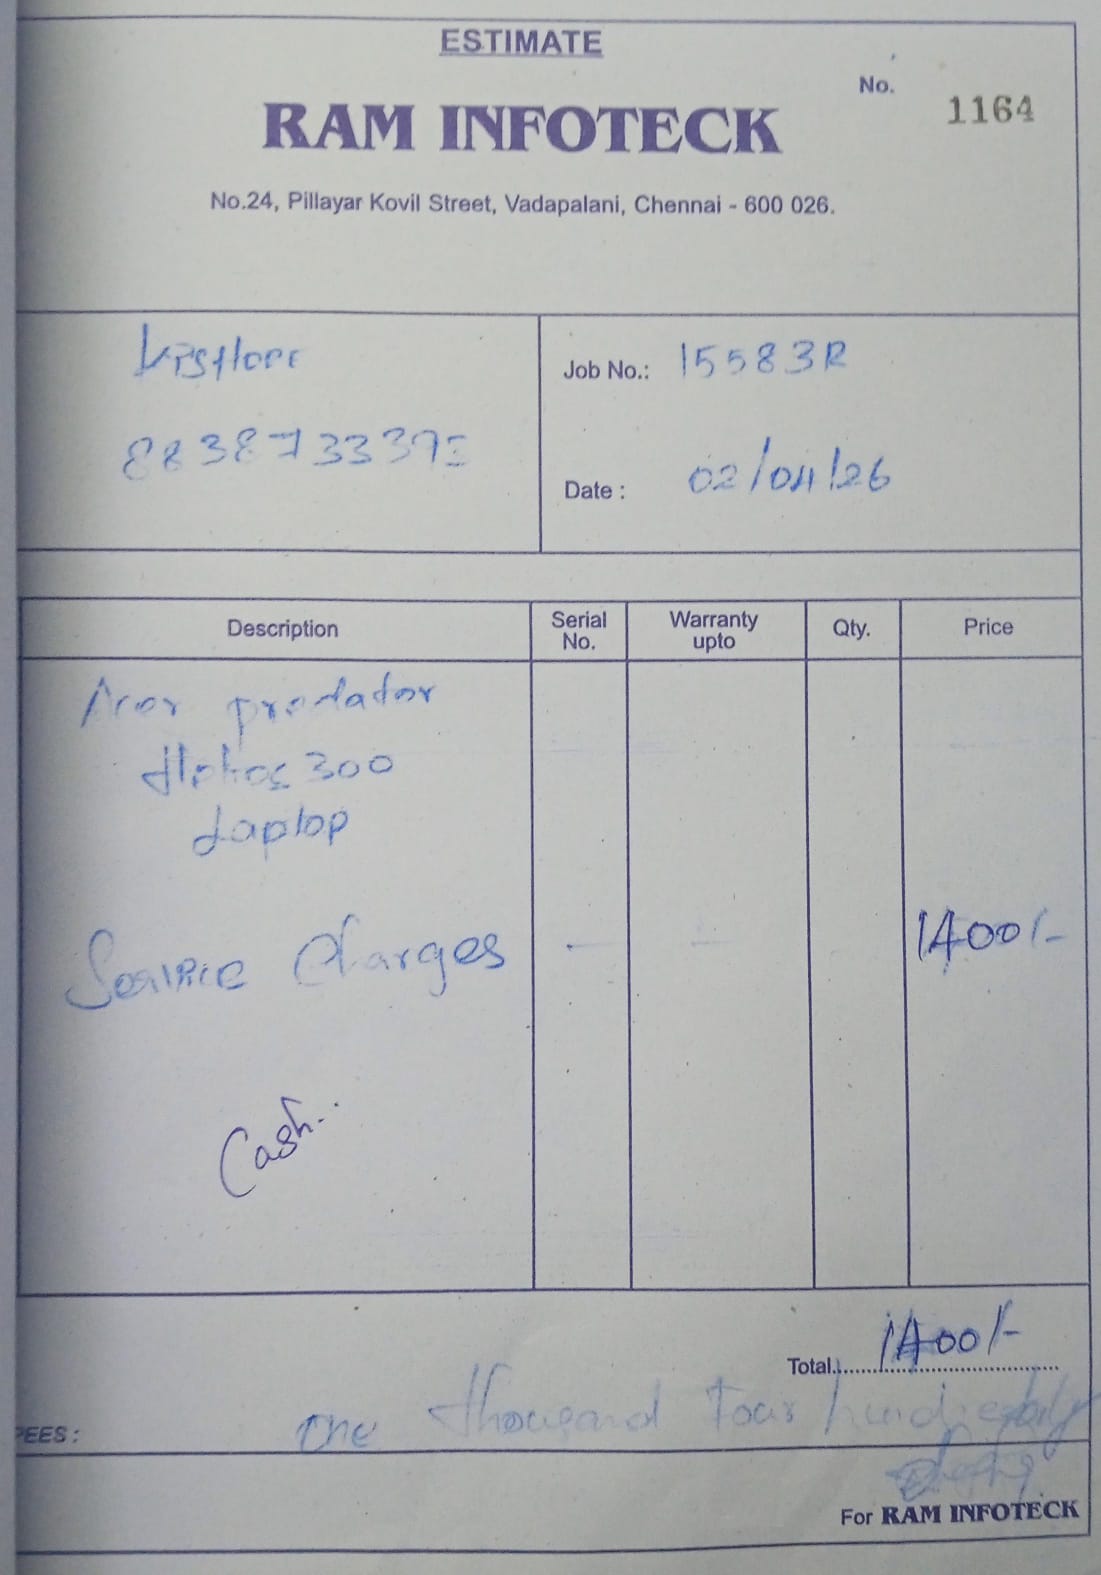 ESTIMATE
No. 1164
RAM INFOTECK
No.24, Pillayar Kovil Street, Vadapalani, Chennai - 600 026.
Job No.: 15583R
Date : 02/04/26
Description Serial No. Warranty upto Qty. Price
Acer predator
300
Laptop
Service Charges — — 1400/-
Cash..
Total 1400/-
PEES : One thousand Four hundred only
For RAM INFOTECK